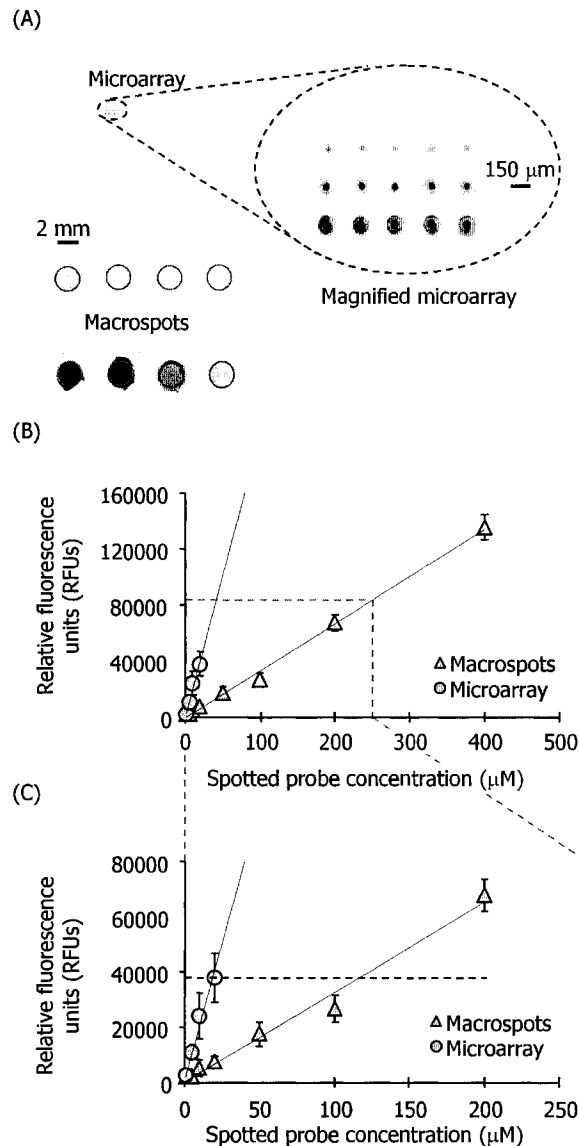 (A)
Microarray
150 μm
2 mm
Macrospots
Magnified microarray
(B)
Relative fluorescence
units (RFUs)
160000
120000
80000
40000
0
Macrospots
Microarray
0
100
200
300
400
500
Spotted probe concentration (μM)
(C)
Relative fluorescence
units (RFUs)
80000
60000
40000
20000
0
Macrospots
Microarray
0
50
100
150
200
250
Spotted probe concentration (μM)